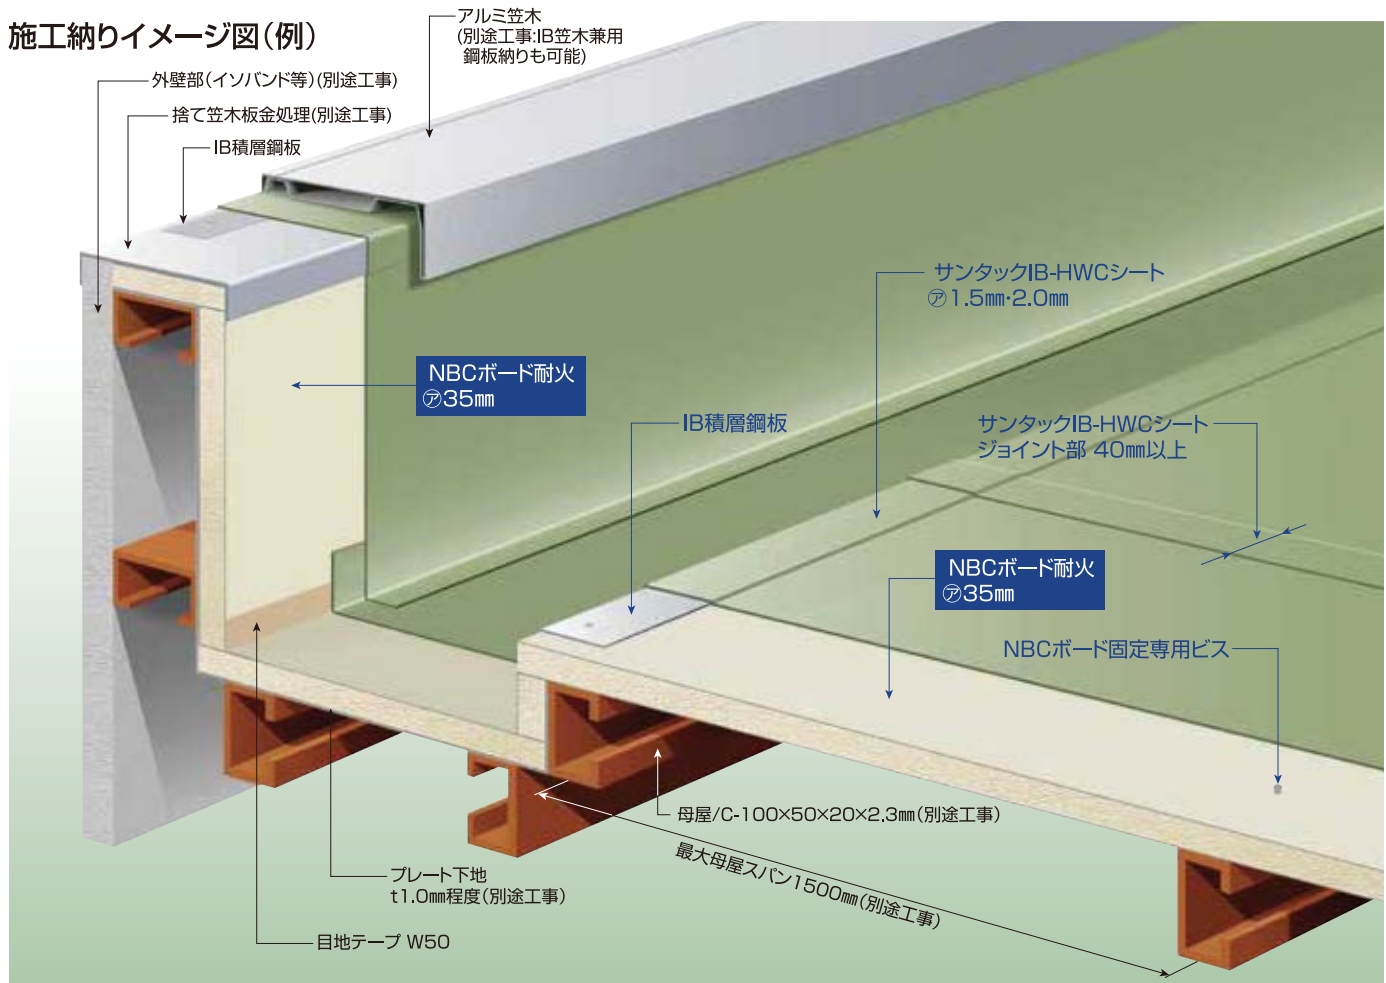 施工納りイメージ図(例)
アルミ笠木
(別途工事:IB笠木兼用
鋼板納りも可能)
外壁部(イソバンド等)(別途工事)
捨て笠木板金処理(別途工事)
IB積層鋼板
サンタックIB-HWCシート
㋐1.5㎜・2.0㎜
NBCボード耐火
㋐35㎜
IB積層鋼板
サンタックIB-HWCシート
ジョイント部 40㎜以上
NBCボード耐火
㋐35㎜
NBCボード固定専用ビス
母屋/C-100×50×20×2.3㎜(別途工事)
最大母屋スパン1500㎜(別途工事)
プレート下地
t1.0㎜程度(別途工事)
目地テープ W50